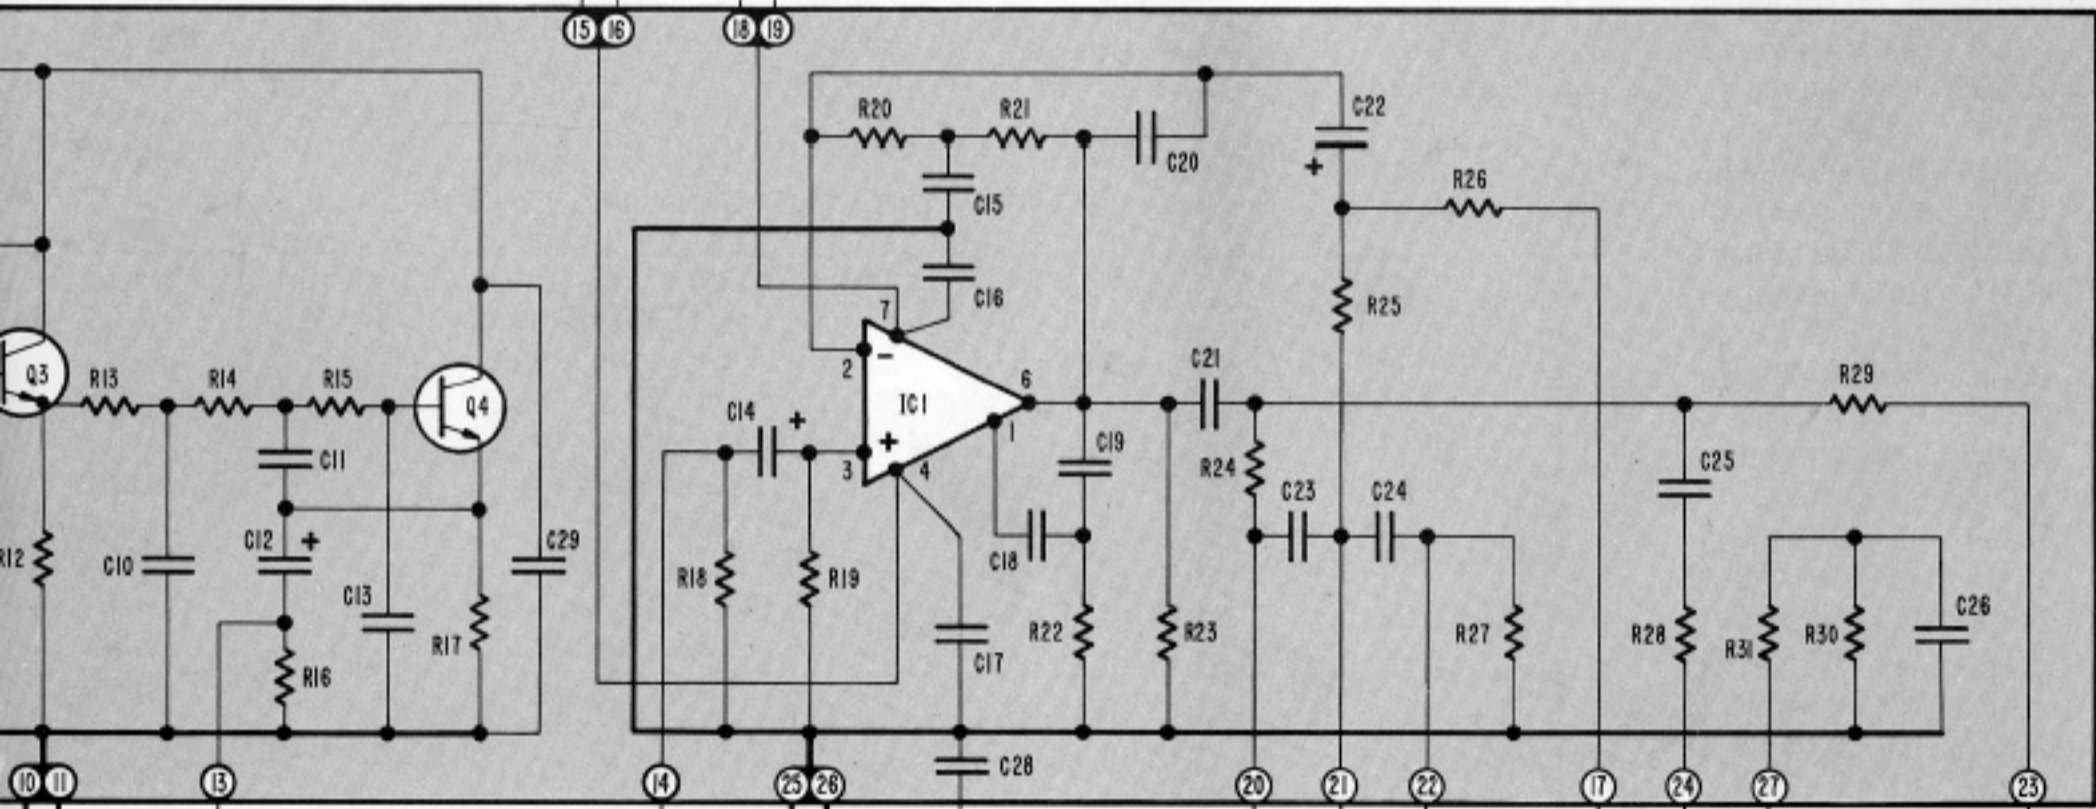 15 16 18 19
C22
R20 R21
C20
+
R26
C15
C16
R25
7
Q3 R13 R14 R15 Q4
2 −
IC1
6
1
C21
R29
C14 +
+
3 4
C19
R24
C11
C25
C23 C24
R12 C10 C12 + C29
C18
C13
R18 R19
R22 R23
R27
R28 R31 R30 C26
R17
R16
C17
C28
10 11 13 14 25 26 20 21 22 17 24 27 23